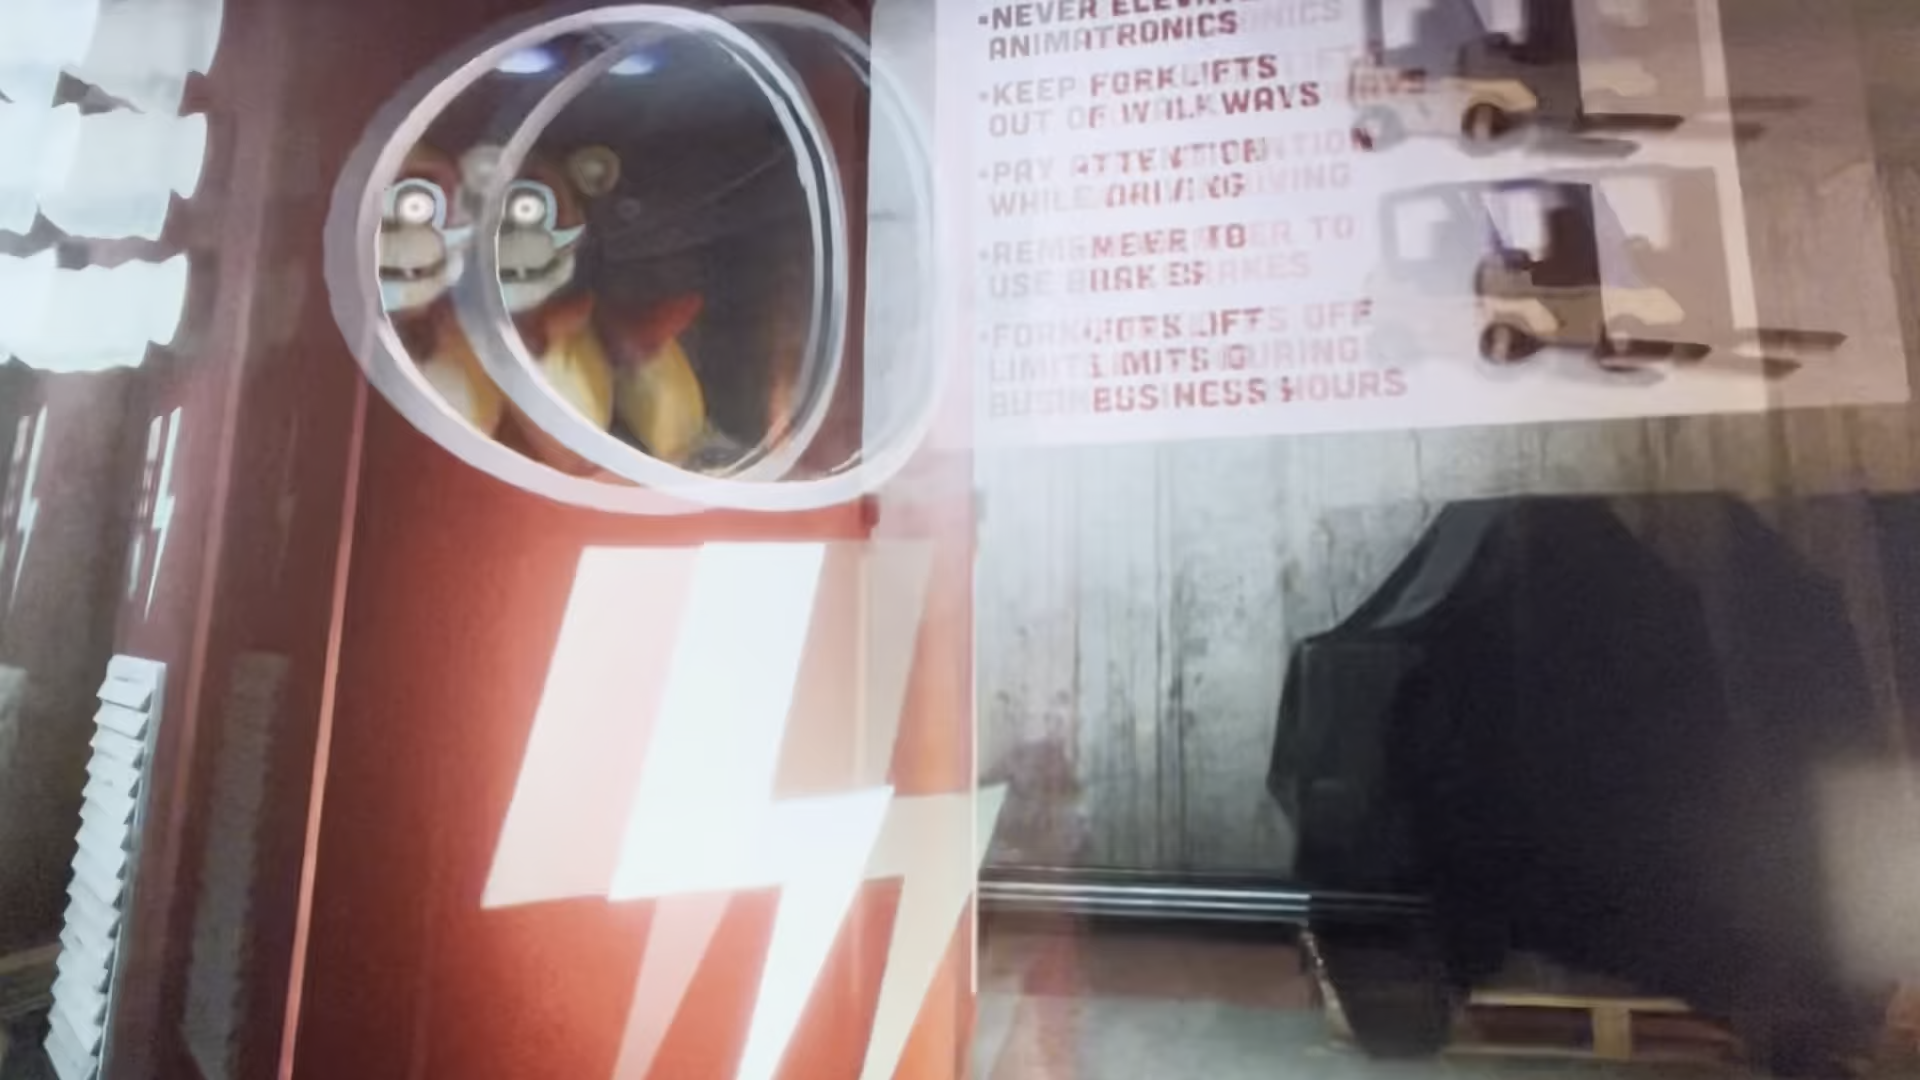 •NEVER ELEVATE
ANIMATRONICS
•KEEP FORKLIFTS
OUT OF WALKWAYS
•PAY ATTENTION
WHILE DRIVING
•REMEMBER TO
USE BRAKES
•FORKLIFTS OFF
LIMITS DURING
BUSINESS HOURS